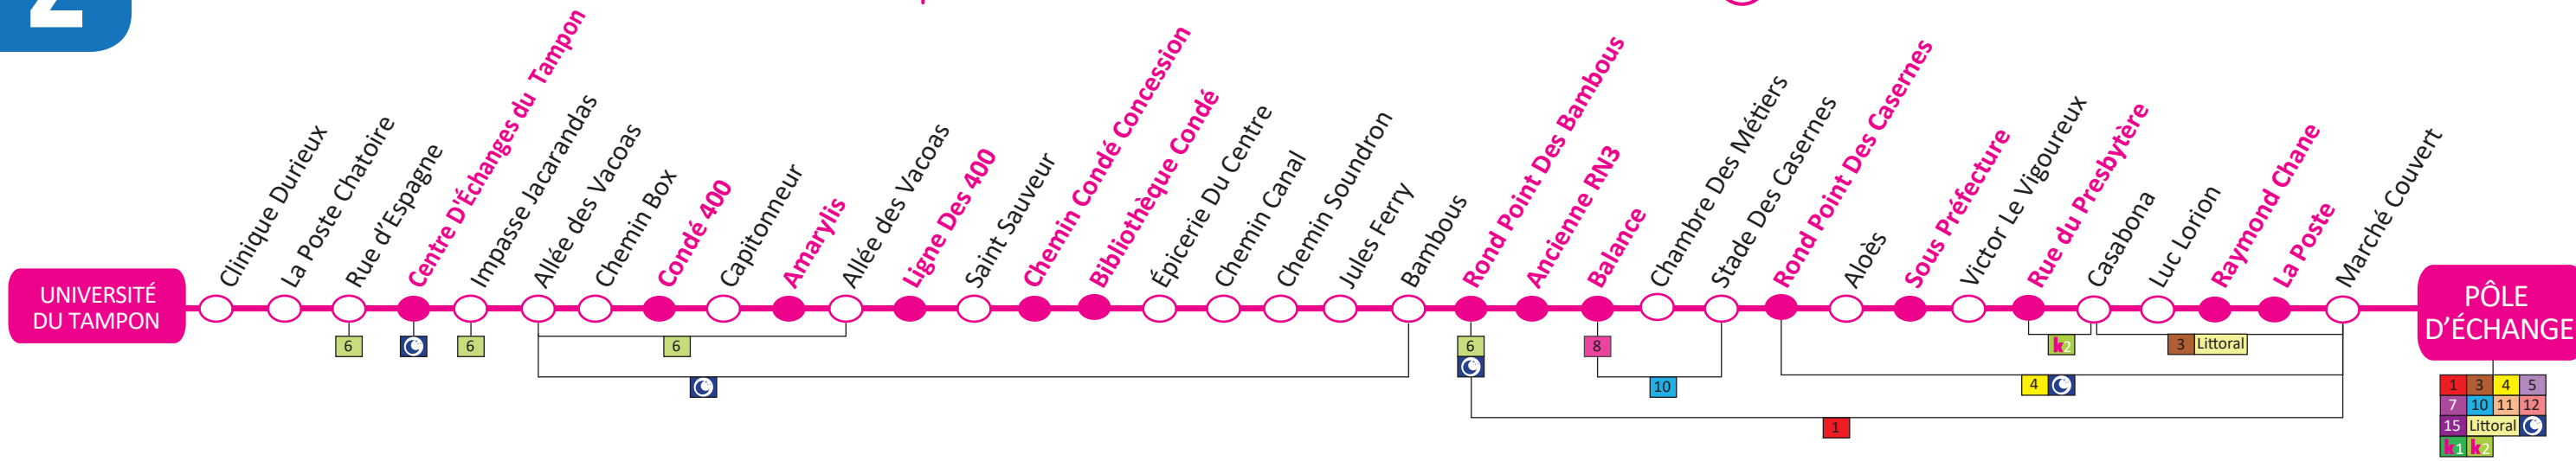 2
UNIVERSITÉ
DU TAMPON
Clinique Durieux
La Poste Chatoire
Rue d'Espagne
Centre D'Échanges du Tampon
Impasse Jacarandas
Allée des Vacoas
Chemin Box
Condé 400
Capitonneur
Amarylis
Allée des Vacoas
Ligne Des 400
Saint Sauveur
Chemin Condé Concession
Bibliothèque Condé
Épicerie Du Centre
Chemin Canal
Chemin Soundron
Jules Ferry
Bambous
Rond Point Des Bambous
Ancienne RN3
Balance
Chambre Des Métiers
Stade Des Casernes
Rond Point Des Casernes
Aloès
Sous Préfecture
Victor Le Vigoureux
Rue du Presbytère
Casabona
Luc Lorion
Raymond Chane
La Poste
Marché Couvert
PÔLE
D'ÉCHANGE
6
6
6
6
8
k2
3 Littoral
10
4
1
1 3 4 5
7 10 11 12
15 Littoral
k1 k2